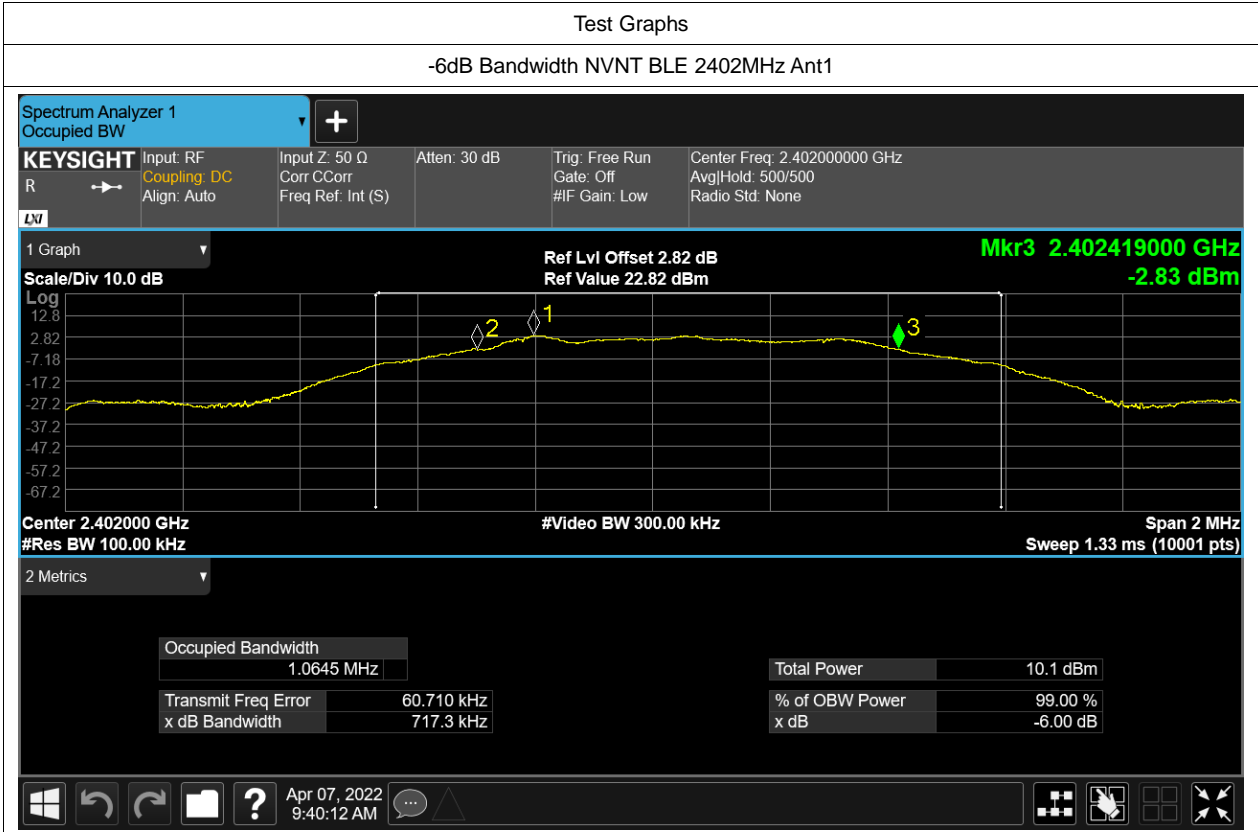 Test Graphs
-6dB Bandwidth NVNT BLE 2402MHz Ant1
Spectrum Analyzer 1
Occupied BW
KEYSIGHT
R
LXI
Input: RF
Coupling: DC
Align: Auto
Input Z: 50 Ω
Corr CCorr
Freq Ref: Int (S)
Atten: 30 dB
Trig: Free Run
Gate: Off
#IF Gain: Low
Center Freq: 2.402000000 GHz
Avg|Hold: 500/500
Radio Std: None
1 Graph
Scale/Div 10.0 dB
Ref Lvl Offset 2.82 dB
Ref Value 22.82 dBm
Mkr3 2.402419000 GHz
-2.83 dBm
Log
12.8
2.82
-7.18
-17.2
-27.2
-37.2
-47.2
-57.2
-67.2
2
1
3
Center 2.402000 GHz
#Res BW 100.00 kHz
#Video BW 300.00 kHz
Span 2 MHz
Sweep 1.33 ms (10001 pts)
2 Metrics
Occupied Bandwidth
1.0645 MHz
Transmit Freq Error 60.710 kHz
x dB Bandwidth 717.3 kHz
Total Power 10.1 dBm
% of OBW Power 99.00 %
x dB -6.00 dB
?
Apr 07, 2022
9:40:12 AM